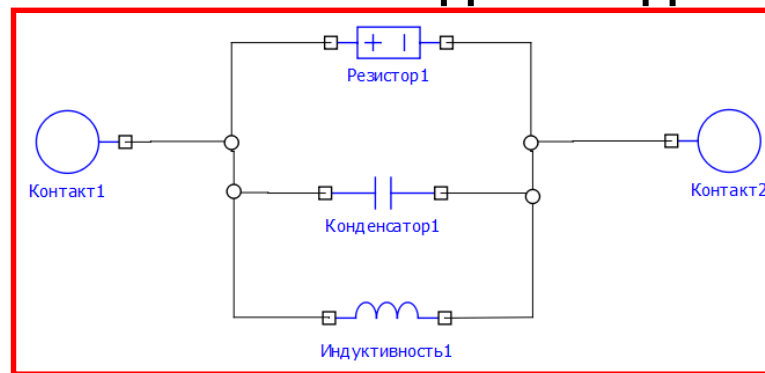 Резистор1
Контакт1
Контакт2
Конденсатор1
Индуктивность1